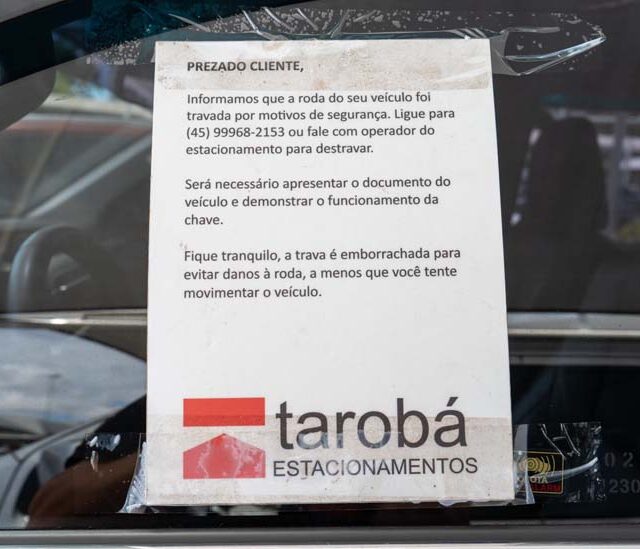 PREZADO CLIENTE,
Informamos que a roda do seu veículo foi
travada por motivos de segurança. Ligue para
(45) 99968-2153 ou fale com operador do
estacionamento para destravar.
Será necessário apresentar o documento do
veículo e demonstrar o funcionamento da
chave.
Fique tranquilo, a trava é emborrachada para
evitar danos à roda, a menos que você tente
movimentar o veículo.
tarobá
ESTACIONAMENTOS